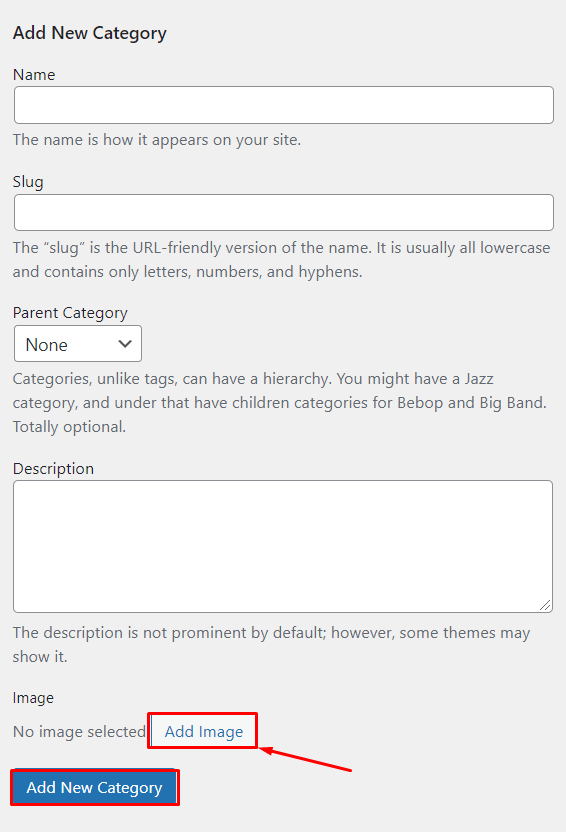 Add New Category
Name
The name is how it appears on your site.
Slug
The “slug” is the URL-friendly version of the name. It is usually all lowercase
and contains only letters, numbers, and hyphens.
Parent Category
None
Categories, unlike tags, can have a hierarchy. You might have a Jazz
category, and under that have children categories for Bebop and Big Band.
Totally optional.
Description
The description is not prominent by default; however, some themes may
show it.
Image
No image selected Add Image
Add New Category